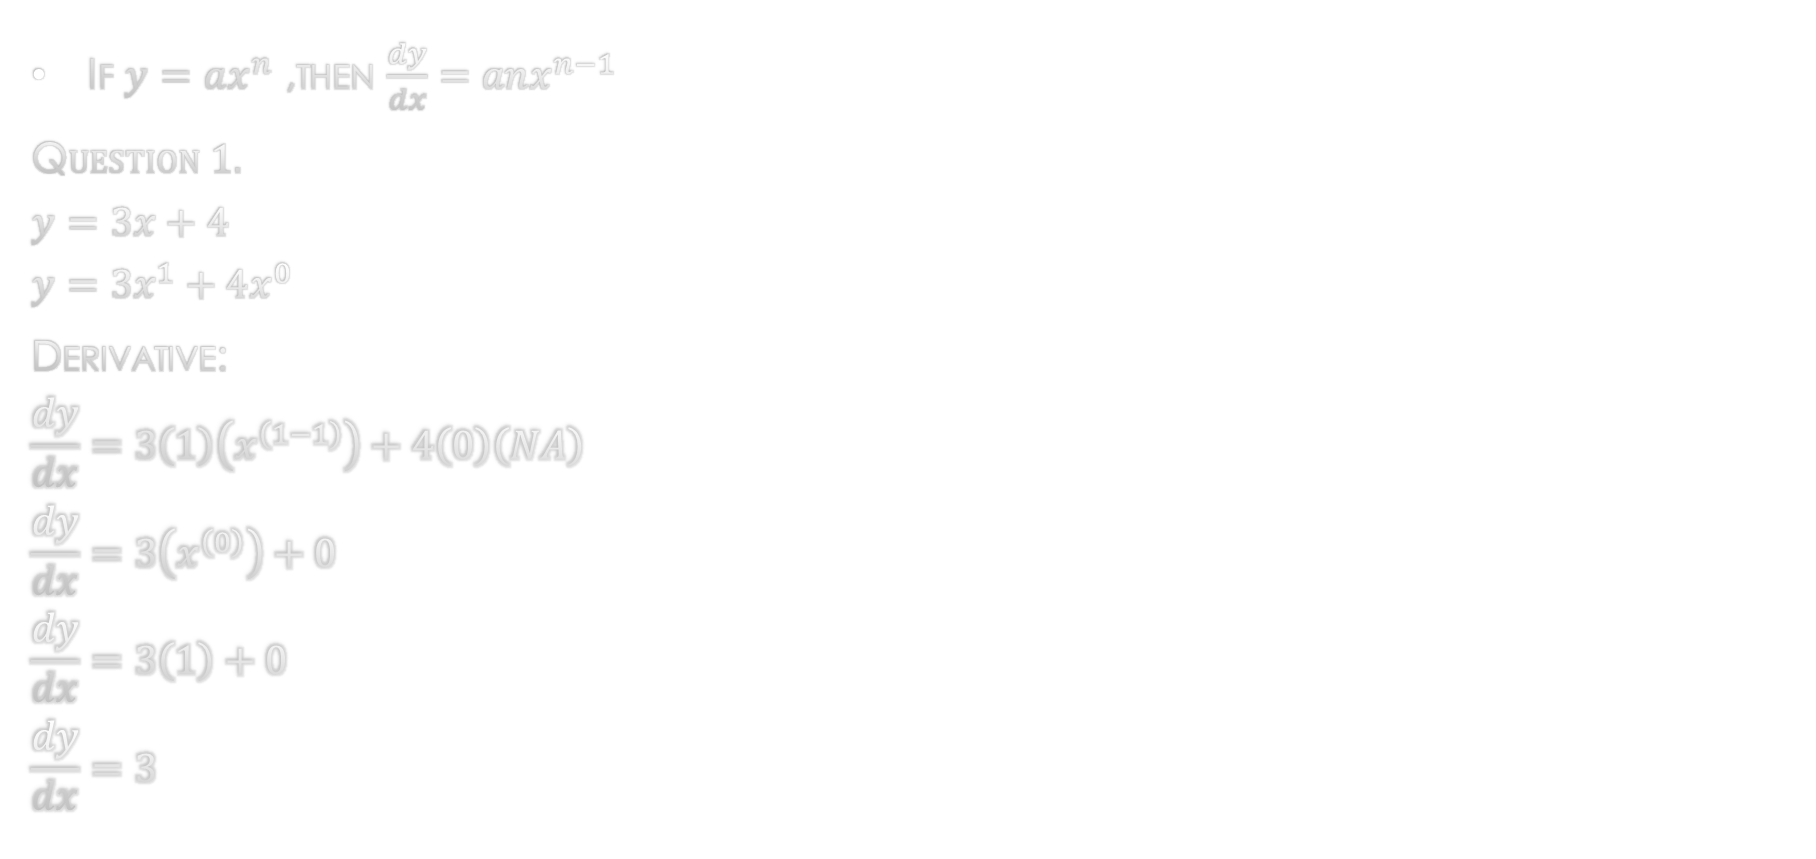 • If y = axⁿ ,then dy/dx = anxⁿ⁻¹
Question 1.
y = 3x + 4
y = 3x¹ + 4x⁰
Derivative:
dy/dx = 3(1)(x⁽¹⁻¹⁾) + 4(0)(NA)
dy/dx = 3(x⁽⁰⁾) + 0
dy/dx = 3(1) + 0
dy/dx = 3